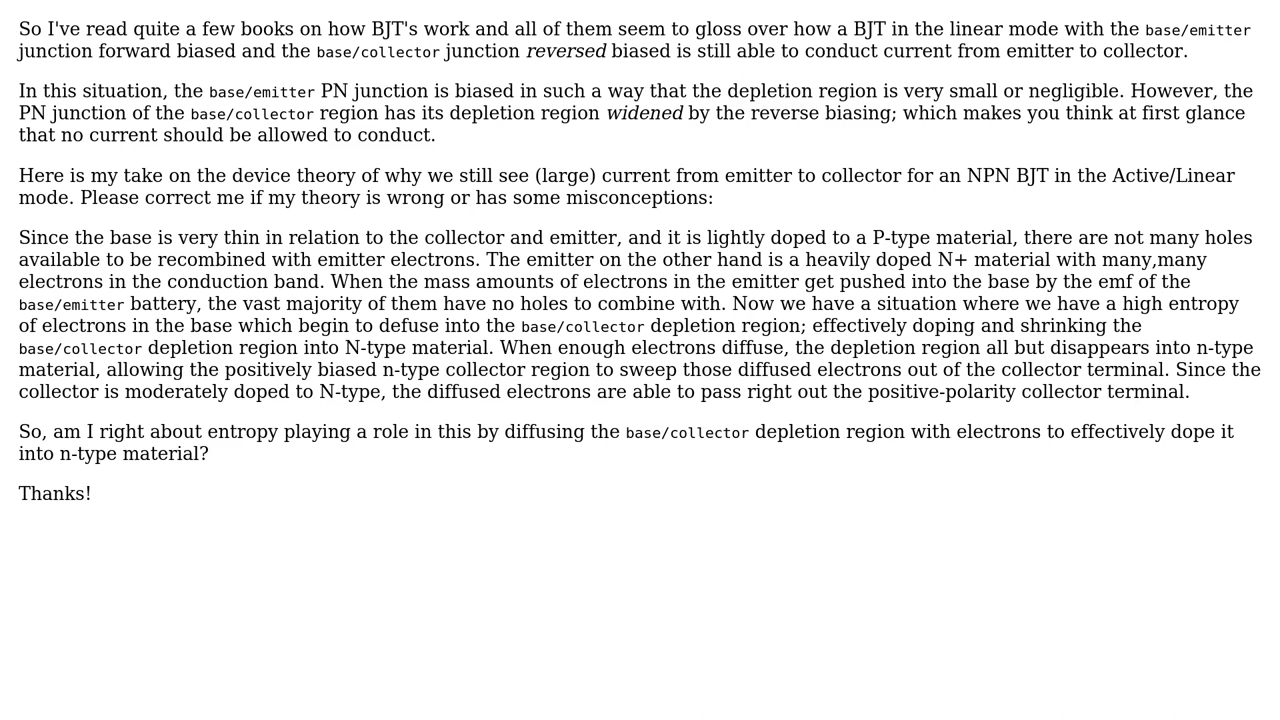 So I've read quite a few books on how BJT's work and all of them seem to gloss over how a BJT in the linear mode with the base/emitter
junction forward biased and the base/collector junction reversed biased is still able to conduct current from emitter to collector.
In this situation, the base/emitter PN junction is biased in such a way that the depletion region is very small or negligible. However, the
PN junction of the base/collector region has its depletion region widened by the reverse biasing; which makes you think at first glance
that no current should be allowed to conduct.
Here is my take on the device theory of why we still see (large) current from emitter to collector for an NPN BJT in the Active/Linear
mode. Please correct me if my theory is wrong or has some misconceptions:
Since the base is very thin in relation to the collector and emitter, and it is lightly doped to a P-type material, there are not many holes
available to be recombined with emitter electrons. The emitter on the other hand is a heavily doped N+ material with many,many
electrons in the conduction band. When the mass amounts of electrons in the emitter get pushed into the base by the emf of the
base/emitter battery, the vast majority of them have no holes to combine with. Now we have a situation where we have a high entropy
of electrons in the base which begin to defuse into the base/collector depletion region; effectively doping and shrinking the
base/collector depletion region into N-type material. When enough electrons diffuse, the depletion region all but disappears into n-type
material, allowing the positively biased n-type collector region to sweep those diffused electrons out of the collector terminal. Since the
collector is moderately doped to N-type, the diffused electrons are able to pass right out the positive-polarity collector terminal.
So, am I right about entropy playing a role in this by diffusing the base/collector depletion region with electrons to effectively dope it
into n-type material?
Thanks!